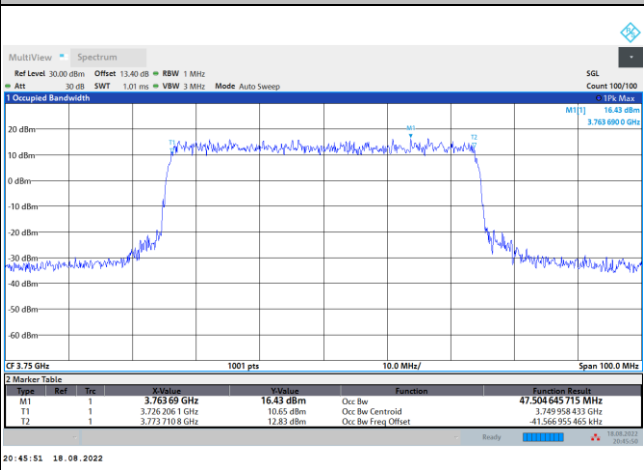 MultiView Spectrum
Ref Level 30.00 dBm Offset 13.40 dB RBW 1 MHz SGL
Att 30 dB SWT 1.01 ms VBW 3 MHz Mode Auto Sweep Count 100/100
1 Occupied Bandwidth 1Pk Max
M1[1] 16.43 dBm
3.763 690 0 GHz
M1
T1
T2
20 dBm
10 dBm
0 dBm
-10 dBm
-20 dBm
-30 dBm
-40 dBm
-50 dBm
-60 dBm
CF 3.75 GHz 1001 pts 10.0 MHz/ Span 100.0 MHz
2 Marker Table
Type Ref Trc X-Value Y-Value Function Function Result
M1 1 3.763 69 GHz 16.43 dBm Occ Bw 47.504 645 715 MHz
T1 1 3.726 206 1 GHz 10.65 dBm Occ Bw Centroid 3.749 958 433 GHz
T2 1 3.773 710 8 GHz 12.83 dBm Occ Bw Freq Offset -41.566 955 465 kHz
Ready 18.08.2022
20:45:50
20:45:51 18.08.2022